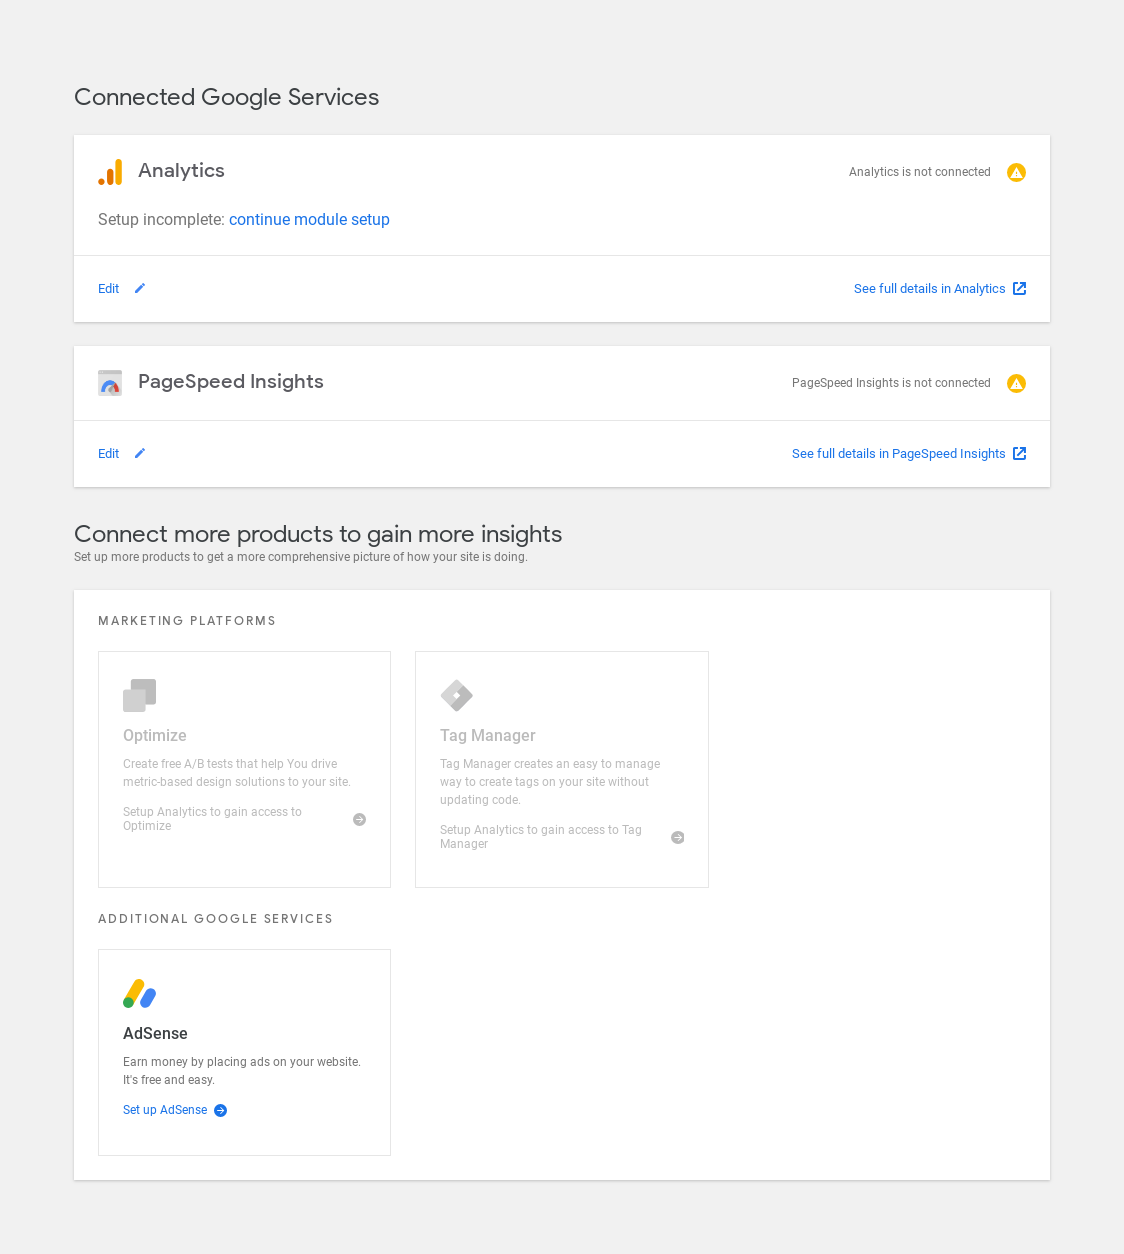 Connected Google Services
Analytics
Analytics is not connected
Setup incomplete: continue module setup
Edit
See full details in Analytics
PageSpeed Insights
PageSpeed Insights is not connected
Edit
See full details in PageSpeed Insights
Connect more products to gain more insights
Set up more products to get a more comprehensive picture of how your site is doing.
MARKETING PLATFORMS
Optimize
Create free A/B tests that help You drive
metric-based design solutions to your site.
Setup Analytics to gain access to
Optimize
Tag Manager
Tag Manager creates an easy to manage
way to create tags on your site without
updating code.
Setup Analytics to gain access to Tag
Manager
ADDITIONAL GOOGLE SERVICES
AdSense
Earn money by placing ads on your website.
It's free and easy.
Set up AdSense